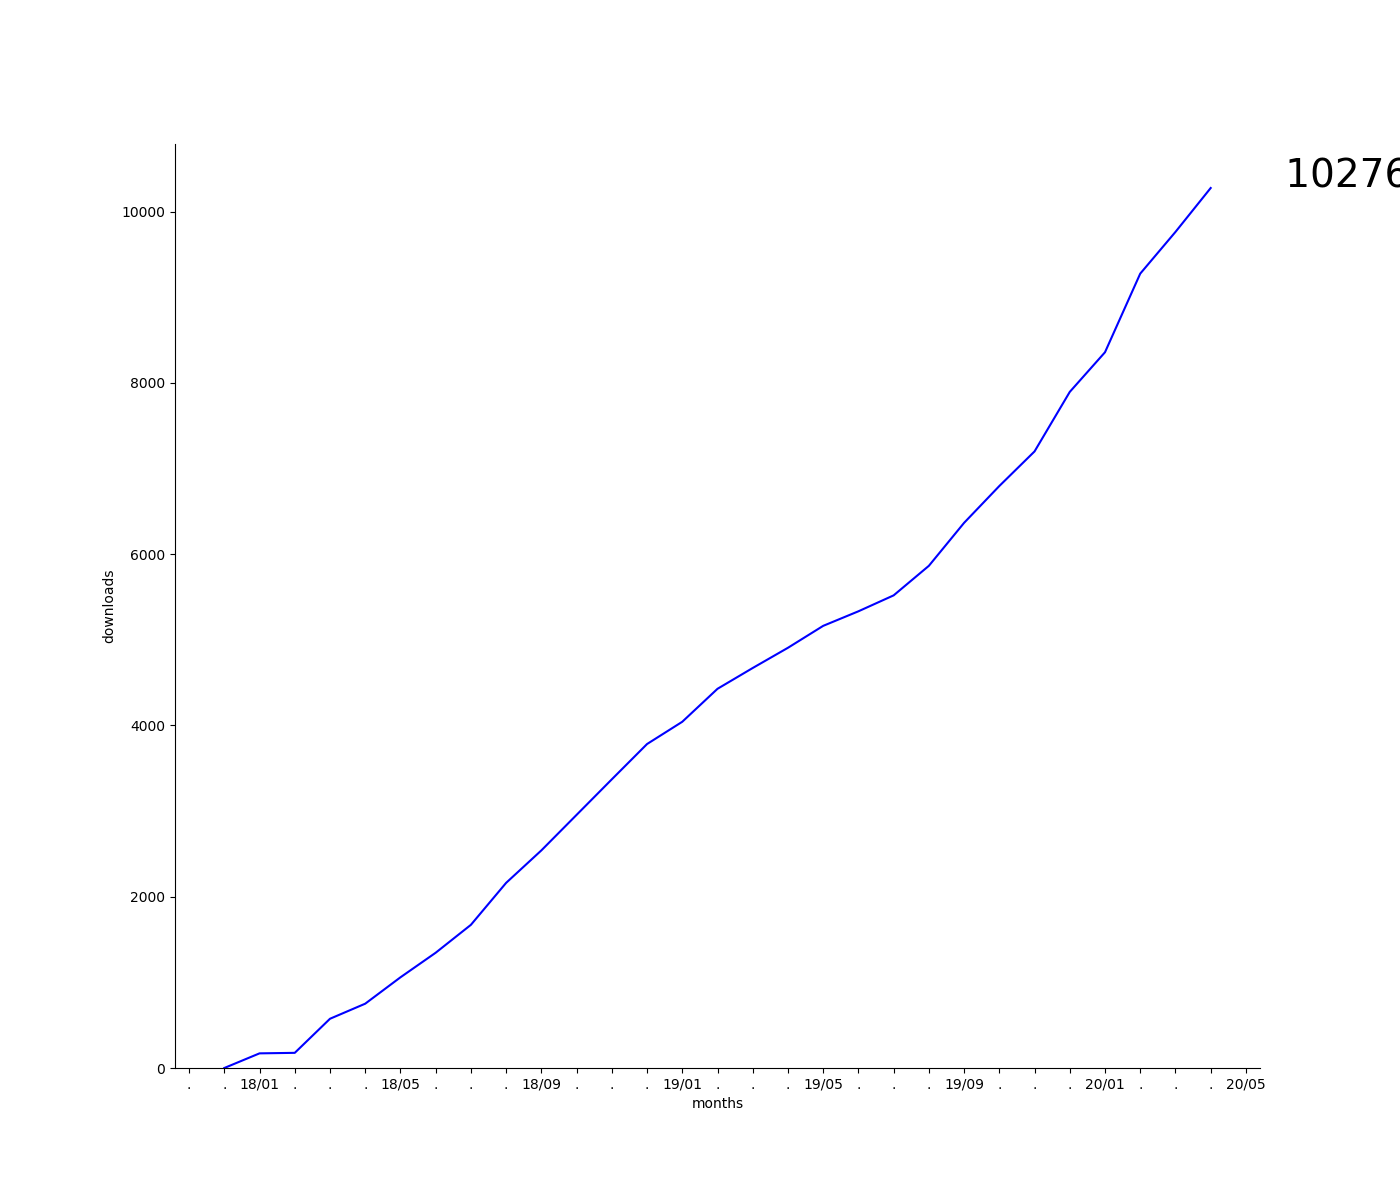 10276
10000
8000
6000
4000
2000
0
downloads
. . 18/01 . . . 18/05 . . . 18/09 . . . 19/01 . . . 19/05 . . . 19/09 . . . 20/01 . . . 20/05
months